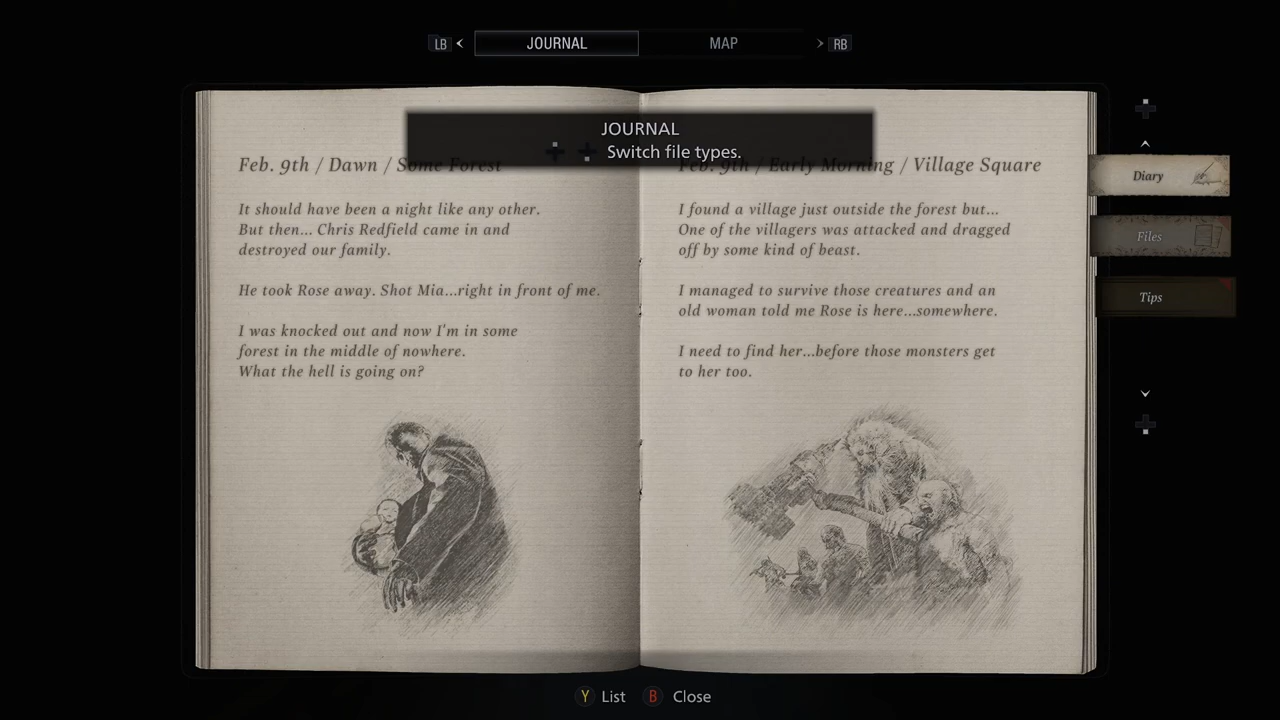 LB
JOURNAL
MAP
RB
JOURNAL
Switch file types.
Feb. 9th / Dawn / Some Forest
It should have been a night like any other.
But then... Chris Redfield came in and
destroyed our family.
He took Rose away. Shot Mia...right in front of me.
I was knocked out and now I'm in some
forest in the middle of nowhere.
What the hell is going on?
Feb. 9th / Early Morning / Village Square
I found a village just outside the forest but...
One of the villagers was attacked and dragged
off by some kind of beast.
I managed to survive those creatures and an
old woman told me Rose is here...somewhere.
I need to find her...before those monsters get
to her too.
Diary
Files
Tips
Y List B Close